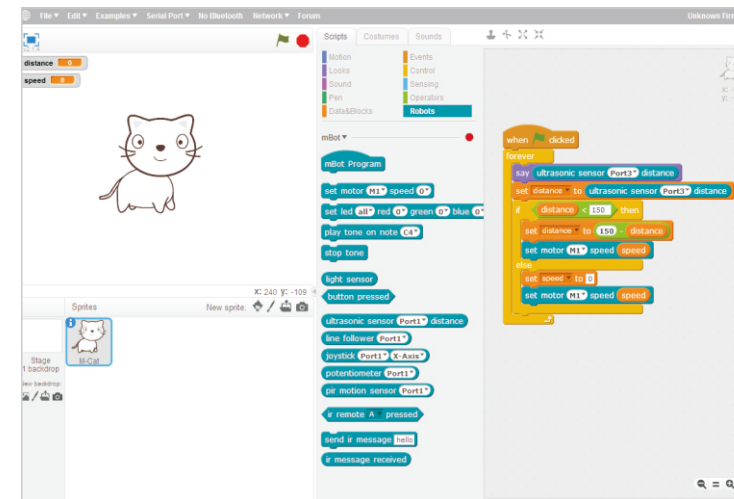 File Edit Examples Serial Port No Bluetooth Network Forum Unknown Firm
distance 0
speed 0
Scripts Costumes Sounds
Motion Events
Looks Control
Sound Sensing
Pen Operators
Data&Blocks Robots
mBot
mBot Program
set motor M1 speed 0
set led all red 0 green 0 blue 0
play tone on note C4
stop tone
light sensor
button pressed
ultrasonic sensor Port1 distance
line follower Port1
joystick Port1 X-Axis
potentiometer Port1
pir motion sensor Port1
ir remote A pressed
send ir message hello
ir message received
when clicked
forever
say ultrasonic sensor Port3 distance
set distance to ultrasonic sensor Port3 distance
if distance < 150 then
set distance to 150 - distance
set motor M1 speed speed
else
set speed to 0
set motor M1 speed speed
X: 240 y: -109
Sprites New sprite:
M-Cat
Stage
1 backdrop
New backdrop: